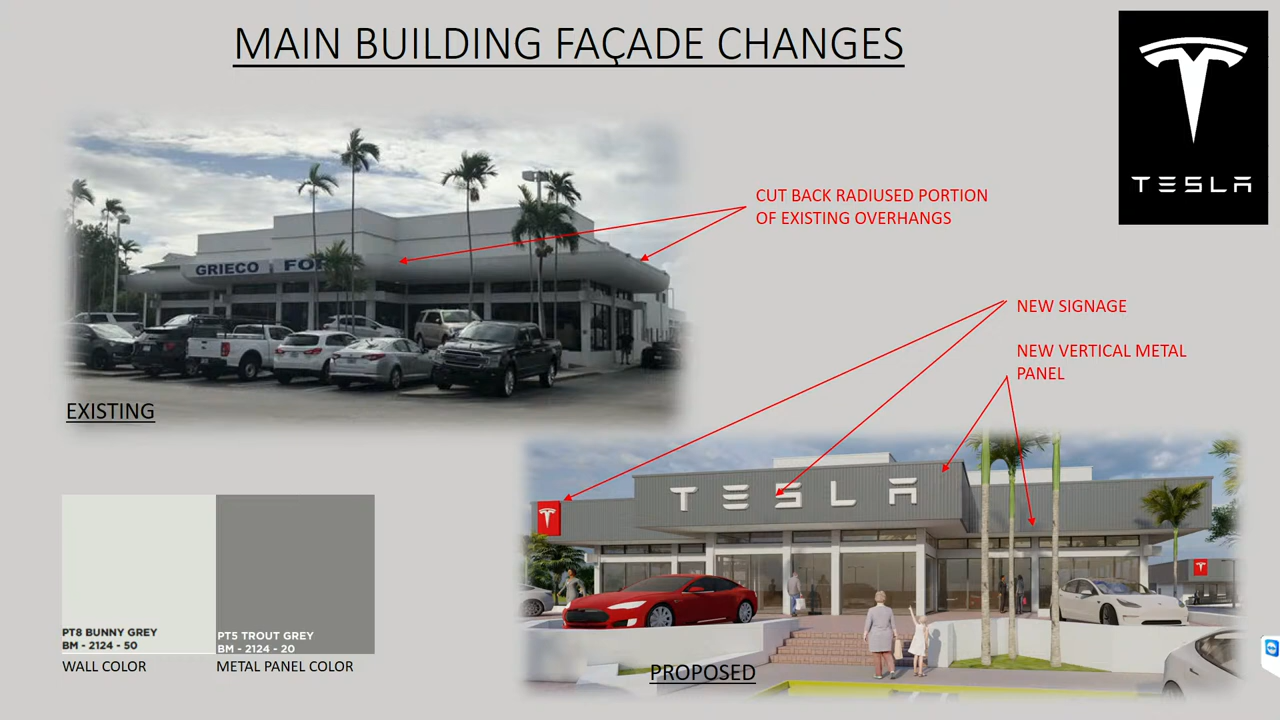 MAIN BUILDING FAÇADE CHANGES
TESLA
CUT BACK RADIUSED PORTION
OF EXISTING OVERHANGS
GRIECO FOR
NEW SIGNAGE
NEW VERTICAL METAL
PANEL
EXISTING
TESLA
PT8 BUNNY GREY
BM - 2124 - 50
PT5 TROUT GREY
BM - 2124 - 20
WALL COLOR
METAL PANEL COLOR
PROPOSED